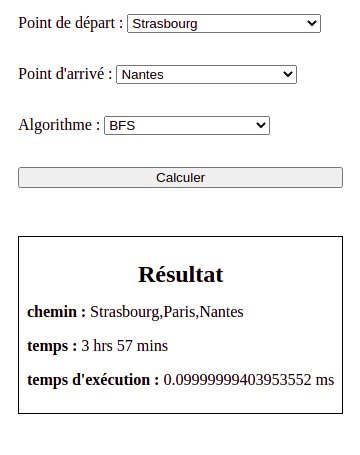 Point de départ : Strasbourg
Point d'arrivé : Nantes
Algorithme : BFS
Calculer
Résultat
chemin : Strasbourg,Paris,Nantes
temps : 3 hrs 57 mins
temps d'exécution : 0.09999999403953552 ms